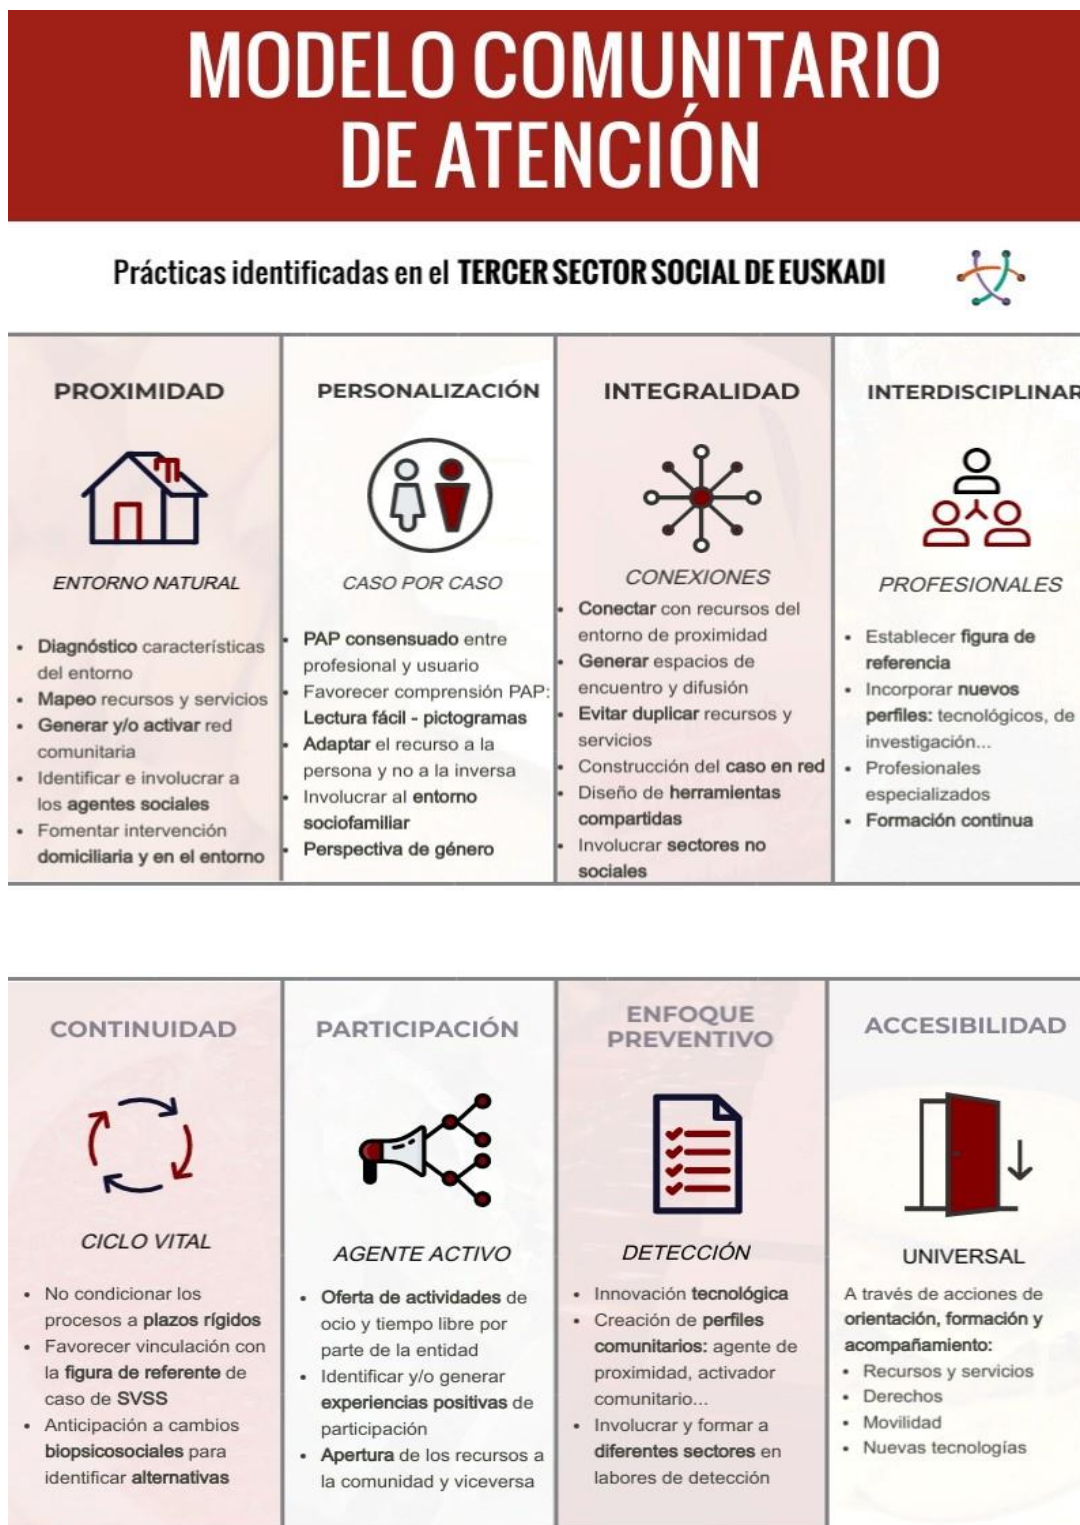 MODELO COMUNITARIO
DE ATENCIÓN
Prácticas identificadas en el TERCER SECTOR SOCIAL DE EUSKADI
PROXIMIDAD
ENTORNO NATURAL
• Diagnóstico características
del entorno
• Mapeo recursos y servicios
• Generar y/o activar red
comunitaria
• Identificar e involucrar a
los agentes sociales
• Fomentar intervención
domiciliaria y en el entorno
PERSONALIZACIÓN
CASO POR CASO
• PAP consensuado entre
profesional y usuario
• Favorecer comprensión PAP:
Lectura fácil - pictogramas
• Adaptar el recurso a la
persona y no a la inversa
• Involucrar al entorno
sociofamiliar
• Perspectiva de género
INTEGRALIDAD
CONEXIONES
• Conectar con recursos del
entorno de proximidad
• Generar espacios de
encuentro y difusión
• Evitar duplicar recursos y
servicios
• Construcción del caso en red
• Diseño de herramientas
compartidas
• Involucrar sectores no
sociales
INTERDISCIPLINAR
PROFESIONALES
• Establecer figura de
referencia
• Incorporar nuevos
perfiles: tecnológicos, de
investigación...
• Profesionales
especializados
• Formación continua
CONTINUIDAD
CICLO VITAL
• No condicionar los
procesos a plazos rígidos
• Favorecer vinculación con
la figura de referente de
caso de SVSS
• Anticipación a cambios
biopsicosociales para
identificar alternativas
PARTICIPACIÓN
AGENTE ACTIVO
• Oferta de actividades de
ocio y tiempo libre por
parte de la entidad
• Identificar y/o generar
experiencias positivas de
participación
• Apertura de los recursos a
la comunidad y viceversa
ENFOQUE
PREVENTIVO
DETECCIÓN
• Innovación tecnológica
• Creación de perfiles
comunitarios: agente de
proximidad, activador
comunitario...
• Involucrar y formar a
diferentes sectores en
labores de detección
ACCESIBILIDAD
UNIVERSAL
A través de acciones de
orientación, formación y
acompañamiento:
• Recursos y servicios
• Derechos
• Movilidad
• Nuevas tecnologías